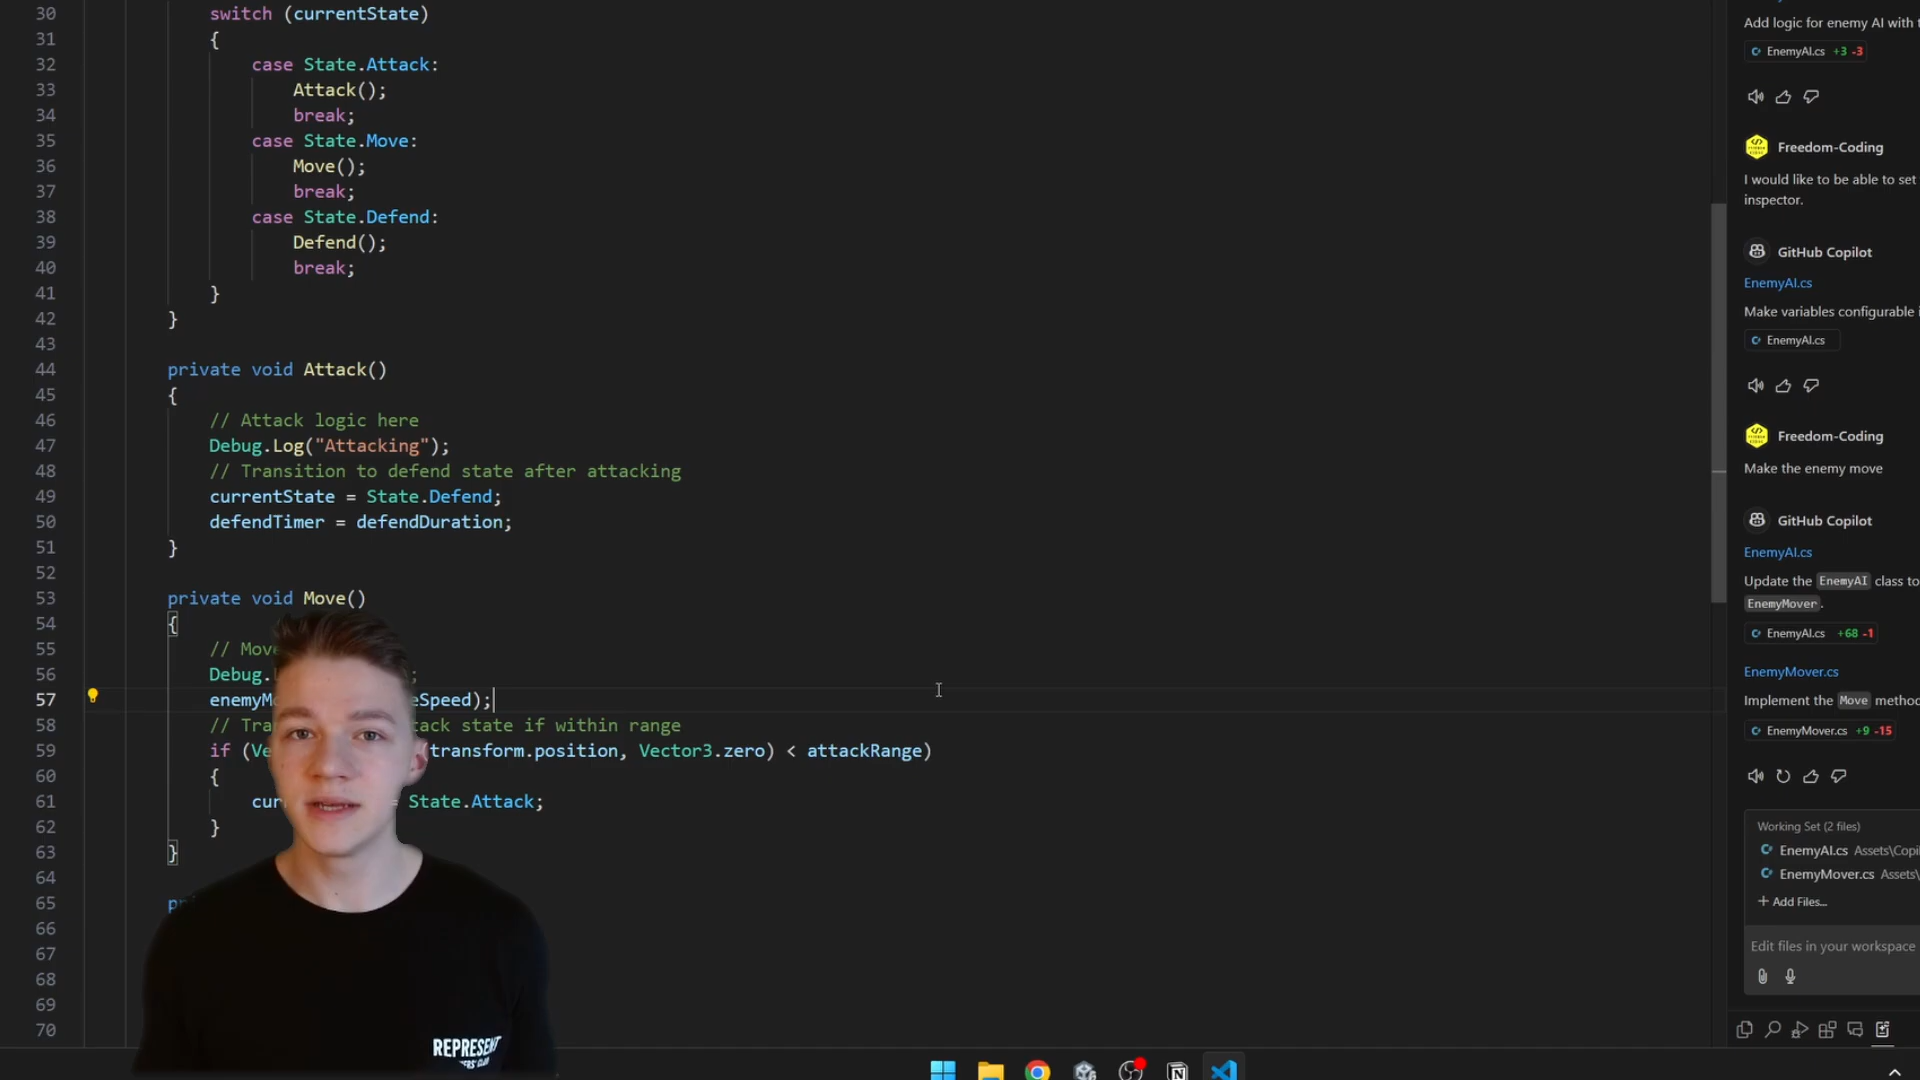 30 switch (currentState)
31 {
32 case State.Attack:
33 Attack();
34 break;
35 case State.Move:
36 Move();
37 break;
38 case State.Defend:
39 Defend();
40 break;
41 }
42 }
43
44 private void Attack()
45 {
46 // Attack logic here
47 Debug.Log("Attacking");
48 // Transition to defend state after attacking
49 currentState = State.Defend;
50 defendTimer = defendDuration;
51 }
52
53 private void Move()
54 {
55 // Mov
56 Debug. ;
57 enemyM eSpeed);
58 // Tra tack state if within range
59 if (Ve (transform.position, Vector3.zero) < attackRange)
60 {
61 cur = State.Attack;
62 }
63 }
64
65 p
66
67
68
69
70
Add logic for enemy AI with
EnemyAI.cs +3 -3
Freedom-Coding
I would like to be able to set
inspector.
GitHub Copilot
EnemyAI.cs
Make variables configurable i
EnemyAI.cs
Freedom-Coding
Make the enemy move
GitHub Copilot
EnemyAI.cs
Update the EnemyAI class to
EnemyMover.
EnemyAI.cs +68 -1
EnemyMover.cs
Implement the Move method
EnemyMover.cs +9 -15
Working Set (2 files)
EnemyAI.cs Assets\Copil
EnemyMover.cs Assets\
+ Add Files...
Edit files in your workspace
REPRESENT